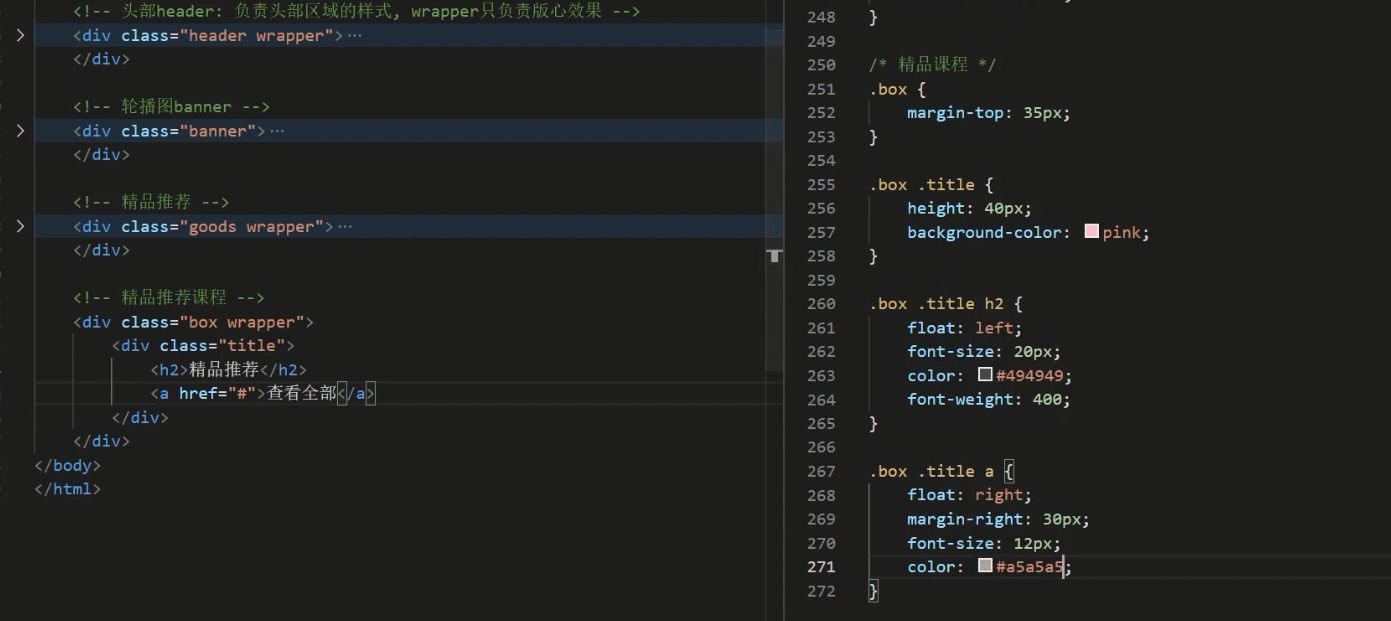 <!-- 头部header: 负责头部区域的样式, wrapper只负责版心效果 -->
<div class="header wrapper">…
</div>
<!-- 轮播图banner -->
<div class="banner">…
</div>
<!-- 精品推荐 -->
<div class="goods wrapper">…
</div>
<!-- 精品推荐课程 -->
<div class="box wrapper">
<div class="title">
<h2>精品推荐</h2>
<a href="#">查看全部</a>
</div>
</div>
</body>
</html>
248 }
249
250 /* 精品课程 */
251 .box {
252 margin-top: 35px;
253 }
254
255 .box .title {
256 height: 40px;
257 background-color: pink;
258 }
259
260 .box .title h2 {
261 float: left;
262 font-size: 20px;
263 color: #494949;
264 font-weight: 400;
265 }
266
267 .box .title a {
268 float: right;
269 margin-right: 30px;
270 font-size: 12px;
271 color: #a5a5a5;
272 }